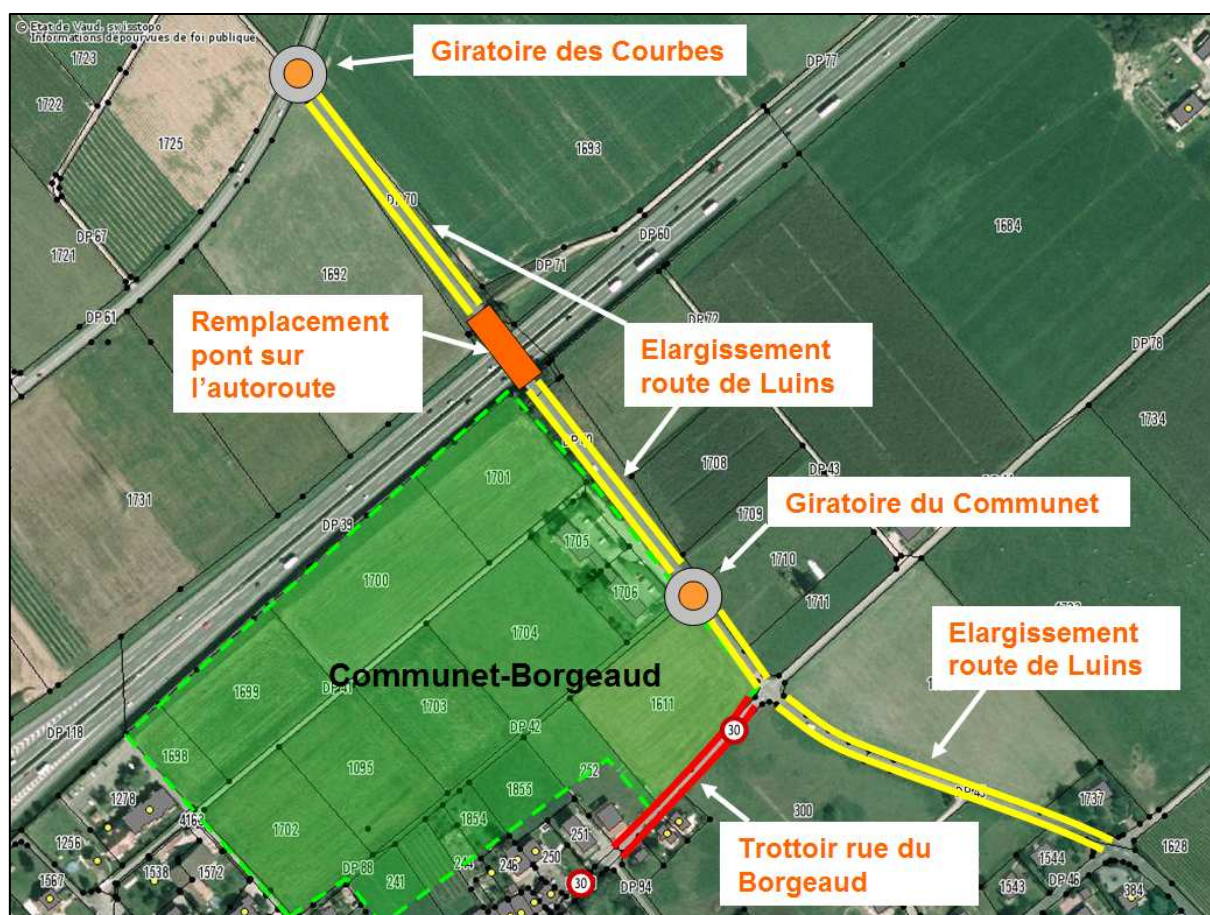 © Etat de Vaud, swisstopo
Informations dépourvues de foi publique
Giratoire des Courbes
DP 77
1723
1722
1725
1693
DP 70
DP 67
1721
1692
DP 60
DP 71
1684
DP 61
Remplacement
pont sur
l'autoroute
Elargissement
route de Luins
DP 72
DP 78
1734
1731
1701
1708
DP 43
Giratoire du Communet
DP 39
1709
1705
1710
1700
1706
1711
1704
Elargissement
route de Luins
Communet-Borgeaud
1699
DP 41
1703
1611
DP 118
1698
DP 42
30
1095
252
1278
1855
300
1737
4163
1702
1854
1256
251
Trottoir rue du
Borgeaud
1628
1538
1572
DP 88
250
246
1544
1567
241
30
DP 94
1543
DP 46
384